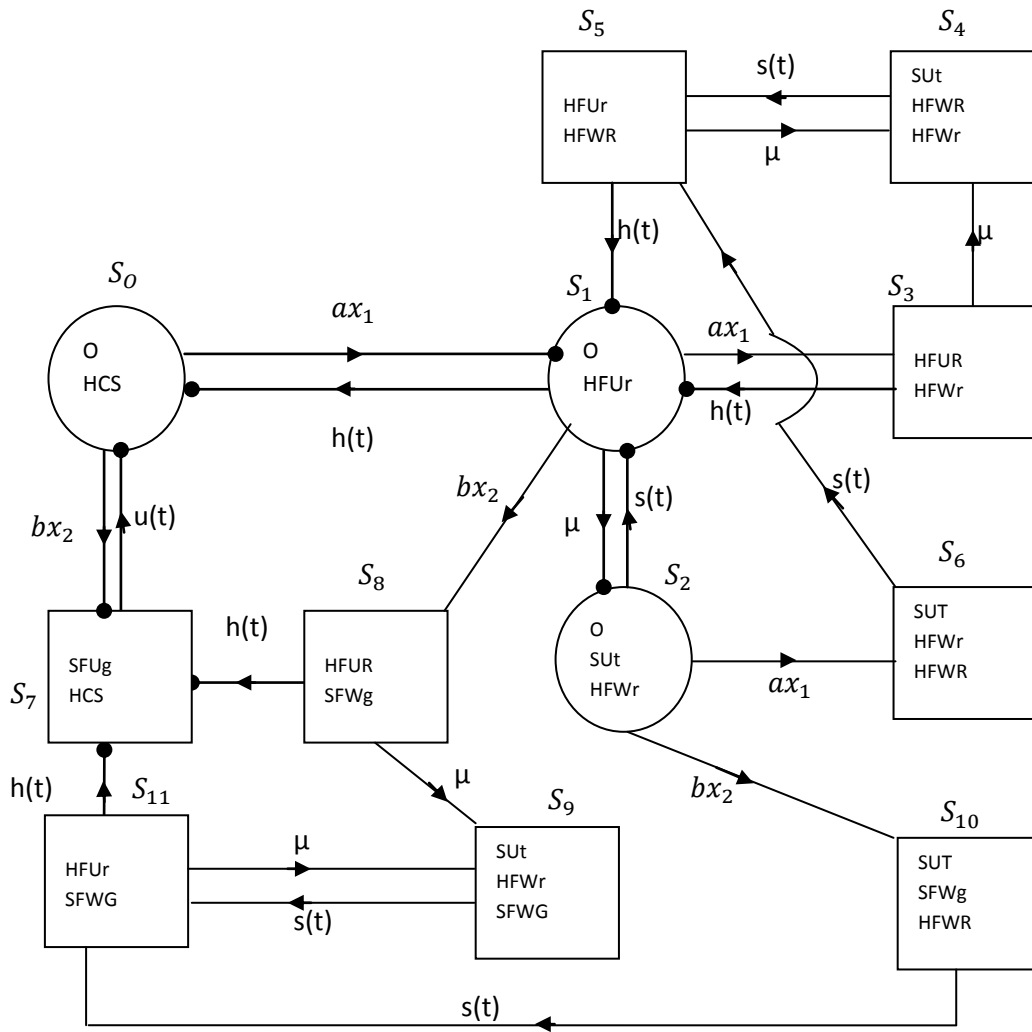 S5
S4
HFUr
HFWR
s(t)
μ
SUt
HFWR
HFWr
h(t)
μ
SO
S1
S3
ax1
ax1
O
HCS
O
HFUr
HFUR
HFWr
h(t)
h(t)
bx2
u(t)
bx2
μ
s(t)
s(t)
S8
S2
S6
h(t)
O
SUt
HFWr
SUT
HFWr
HFWR
SFUg
HCS
HFUR
SFWg
S7
ax1
h(t)
S11
μ
S9
bx2
S10
HFUr
SFWG
μ
s(t)
SUt
HFWr
SFWG
SUT
SFWg
HFWR
s(t)